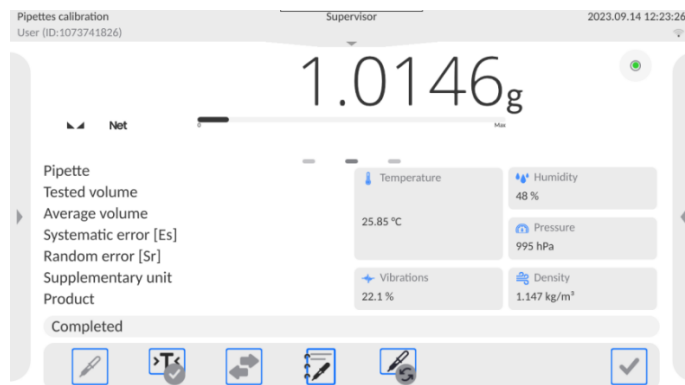 Pipettes calibration
Supervisor
2023.09.14 12:23:26
User (ID:1073741826)
1.0146g
Net
0
Max
Pipette
Tested volume
Average volume
Systematic error [Es]
Random error [Sr]
Supplementary unit
Product
Temperature
25.85 °C
Humidity
48 %
Pressure
995 hPa
Vibrations
22.1 %
Density
1.147 kg/m³
Completed
>T<